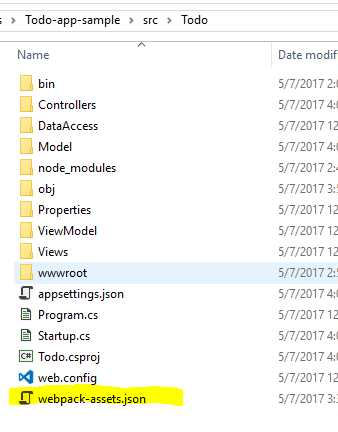 s › Todo-app-sample › src › Todo
Name Date modif
bin 5/7/2017 2:0
Controllers 5/7/2017 4:0
DataAccess 5/7/2017 12
Model 5/7/2017 4:0
node_modules 5/7/2017 4:
obj 5/7/2017 3:5
Properties 5/7/2017 12
ViewModel 5/7/2017 12
Views 5/7/2017 12
wwwroot 5/7/2017 2:5
appsettings.json 5/7/2017 4:0
Program.cs 5/7/2017 12
Startup.cs 5/7/2017 4:0
C# Todo.csproj 5/7/2017 4:0
web.config 5/7/2017 12
webpack-assets.json 5/7/2017 3: